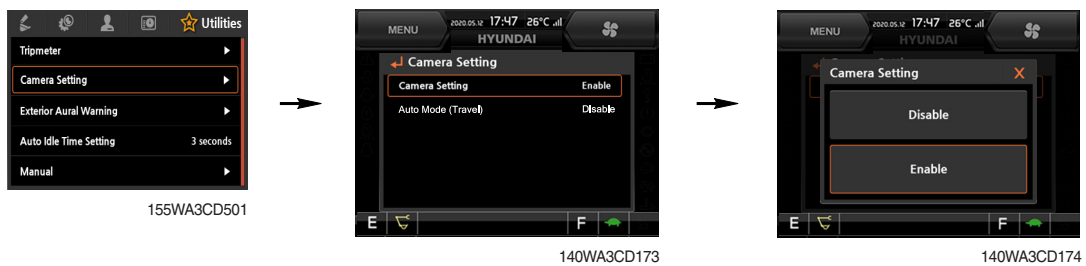 Utilities
Tripmeter
Camera Setting
Exterior Aural Warning
Auto Idle Time Setting 3 seconds
Manual
155WA3CD501
MENU 2020.05.12 17:47 26°C
HYUNDAI
Camera Setting
Camera Setting Enable
Auto Mode (Travel) Disable
E F
140WA3CD173
MENU 2020.05.12 17:47 26°C
HYUNDAI
Camera Setting X
Disable
Enable
E F
140WA3CD174